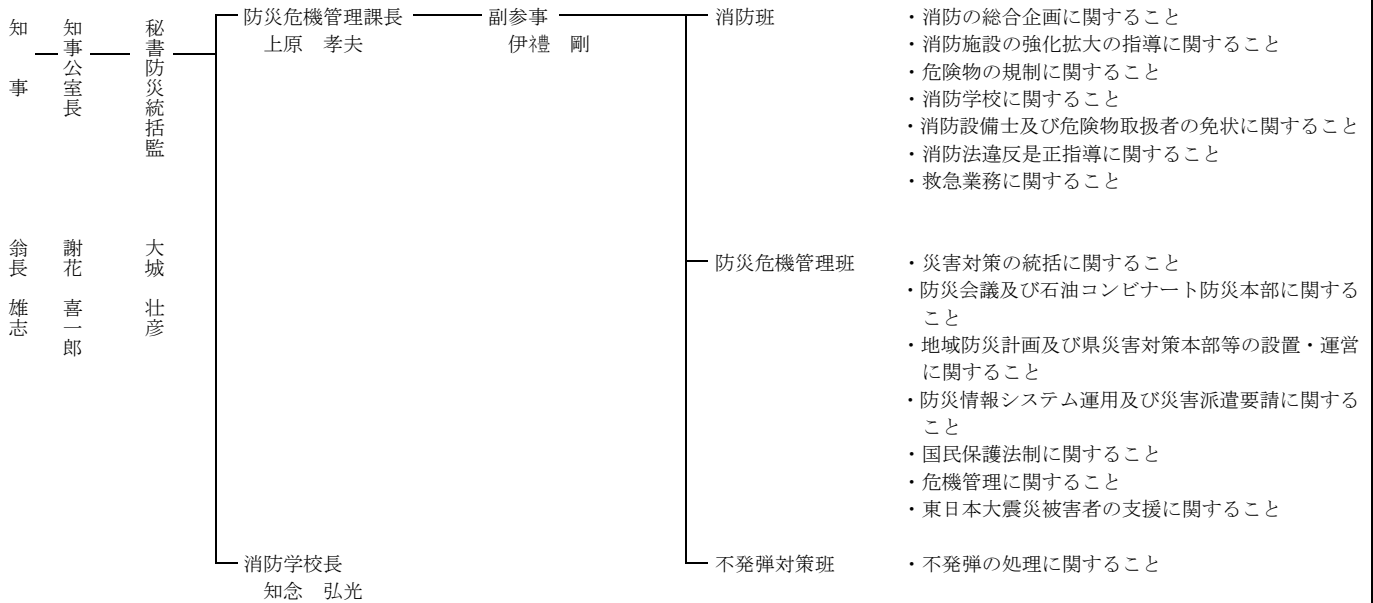 知　事
翁長　雄志
知事公室長
謝花　喜一郎
秘書防災統括監
大城　壮彦
防災危機管理課長
上原　孝夫
副参事
伊禮　剛
消防班
・消防の総合企画に関すること
・消防施設の強化拡大の指導に関すること
・危険物の規制に関すること
・消防学校に関すること
・消防設備士及び危険物取扱者の免状に関すること
・消防法違反是正指導に関すること
・救急業務に関すること
防災危機管理班
・災害対策の統括に関すること
・防災会議及び石油コンビナート防災本部に関する
こと
・地域防災計画及び県災害対策本部等の設置・運営
に関すること
・防災情報システム運用及び災害派遣要請に関する
こと
・国民保護法制に関すること
・危機管理に関すること
・東日本大震災被害者の支援に関すること
不発弾対策班
・不発弾の処理に関すること
消防学校長
知念　弘光